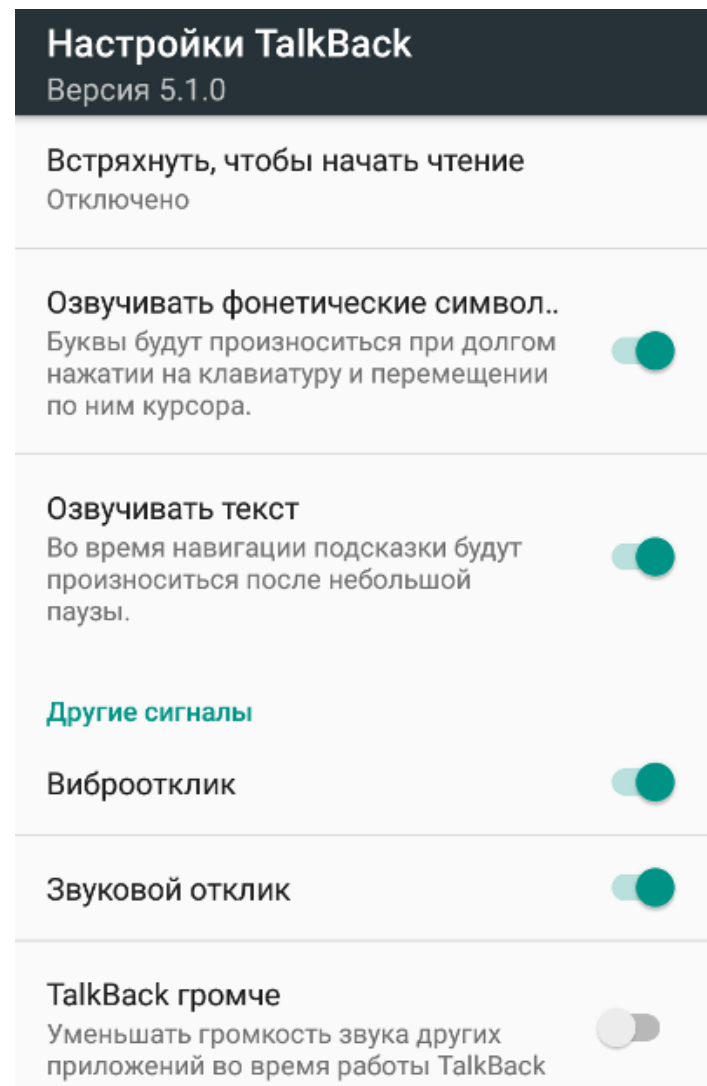 Настройки TalkBack
Версия 5.1.0
Встряхнуть, чтобы начать чтение
Отключено
Озвучивать фонетические символ..
Буквы будут произноситься при долгом
нажатии на клавиатуру и перемещении
по ним курсора.
Озвучивать текст
Во время навигации подсказки будут
произноситься после небольшой
паузы.
Другие сигналы
Виброотклик
Звуковой отклик
TalkBack громче
Уменьшать громкость звука других
приложений во время работы TalkBack